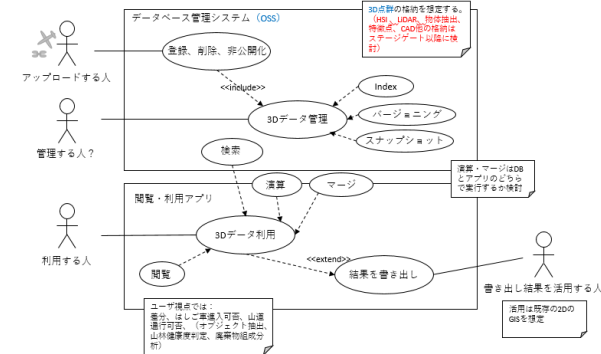 データベース管理システム（OSS）
3D点群の格納を想定する。
（HSI、LiDAR、物体抽出、
特徴点、CAD他の格納は
ステージゲート以降に検
討）
登録、削除、非公開化
アップロードする人
<<include>>
Index
バージョニング
3Dデータ管理
スナップショット
管理する人？
検索
演算・マージはDB
とアプリのどちら
で実行するか検討
演算
マージ
閲覧・利用アプリ
3Dデータ利用
利用する人
<<extend>>
閲覧
結果を書き出し
書き出し結果を活用する人
ユーザ視点では：
差分、はしご車進入可否、山道
通行可否、（オブジェクト抽出、
山林健康度判定、廃棄物組成分
析）
活用は既存の2Dの
GISを想定